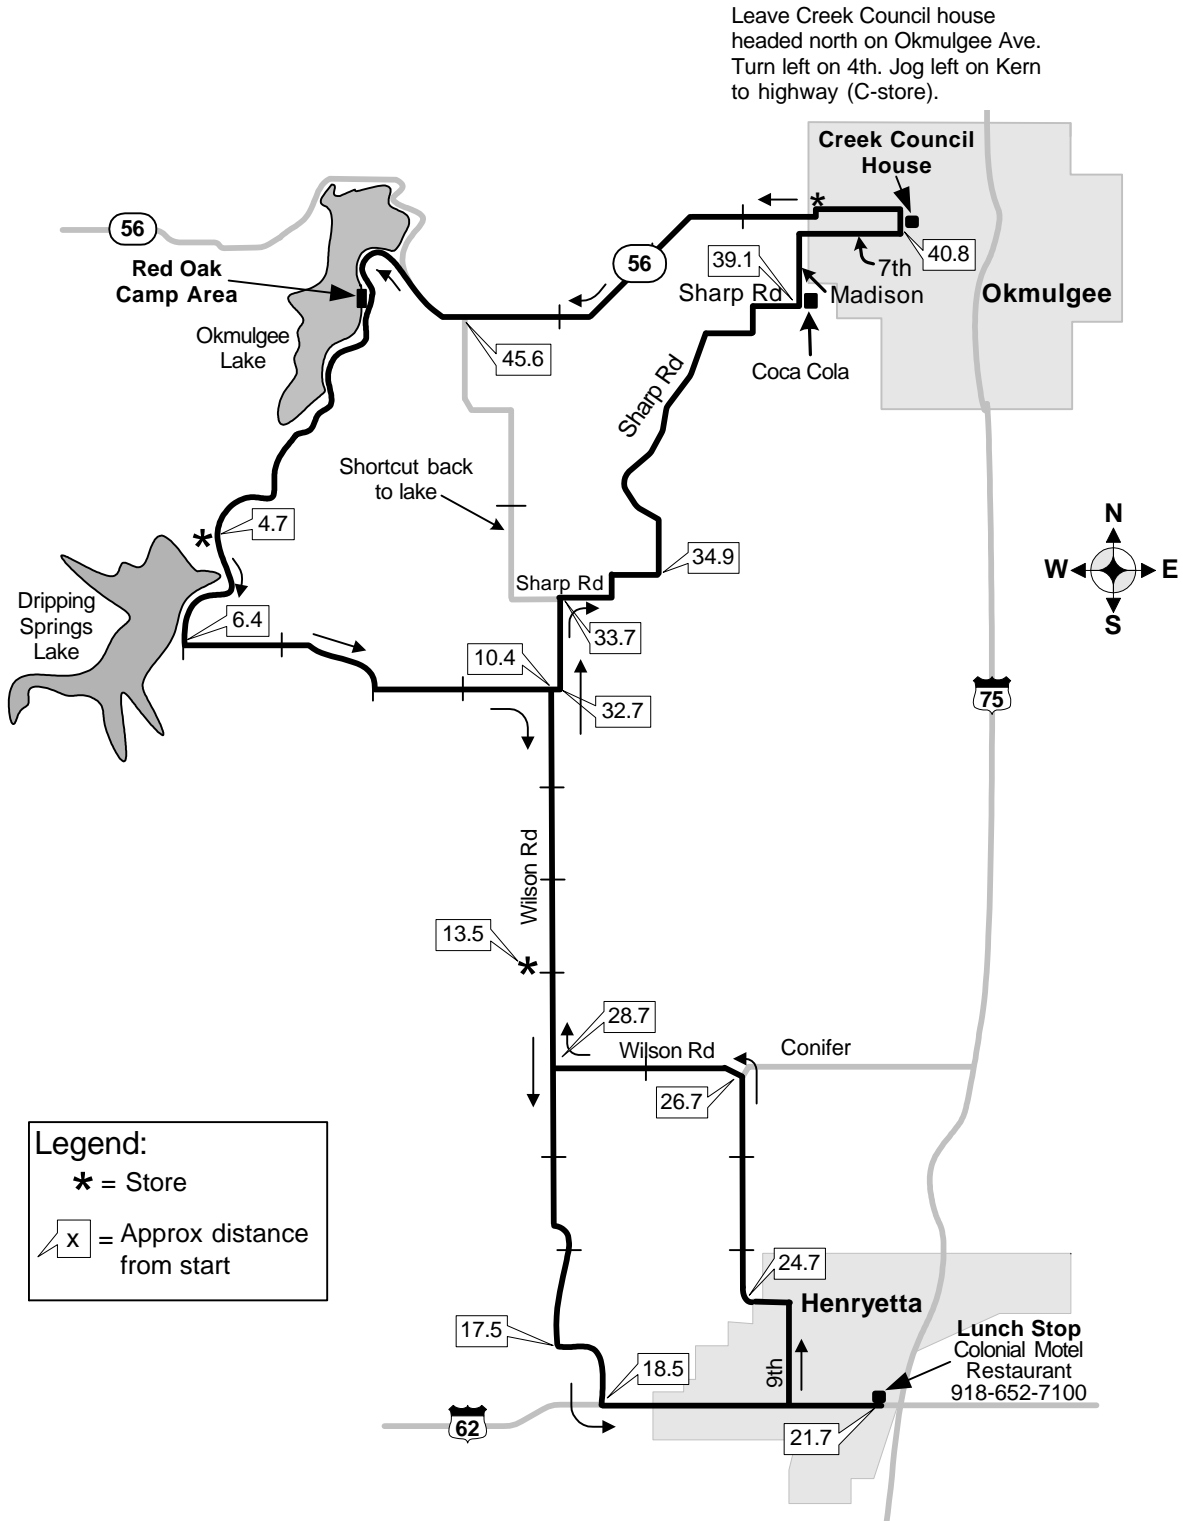 Leave Creek Council house
headed north on Okmulgee Ave.
Turn left on 4th. Jog left on Kern
to highway (C-store).
Creek Council
House
*
56
56
40.8
39.1
7th
Red Oak
Camp Area
Sharp Rd
Madison
Okmulgee
Okmulgee
Lake
45.6
Coca Cola
Sharp Rd
Shortcut back
to lake
4.7
*
N
W
E
S
34.9
Sharp Rd
Dripping
Springs
Lake
6.4
33.7
10.4
32.7
75
Wilson Rd
13.5
*
28.7
Wilson Rd
Conifer
26.7
Legend:
* = Store
x = Approx distance
from start
24.7
Henryetta
17.5
18.5
9th
Lunch Stop
Colonial Motel
Restaurant
918-652-7100
62
21.7